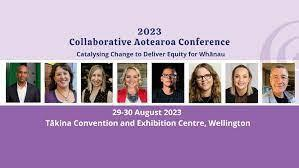 2023
Collaborative Aotearoa Conference
Catalysing Change to Deliver Equity for Whānau
29-30 August 2023
Tākina Convention and Exhibition Centre, Wellington